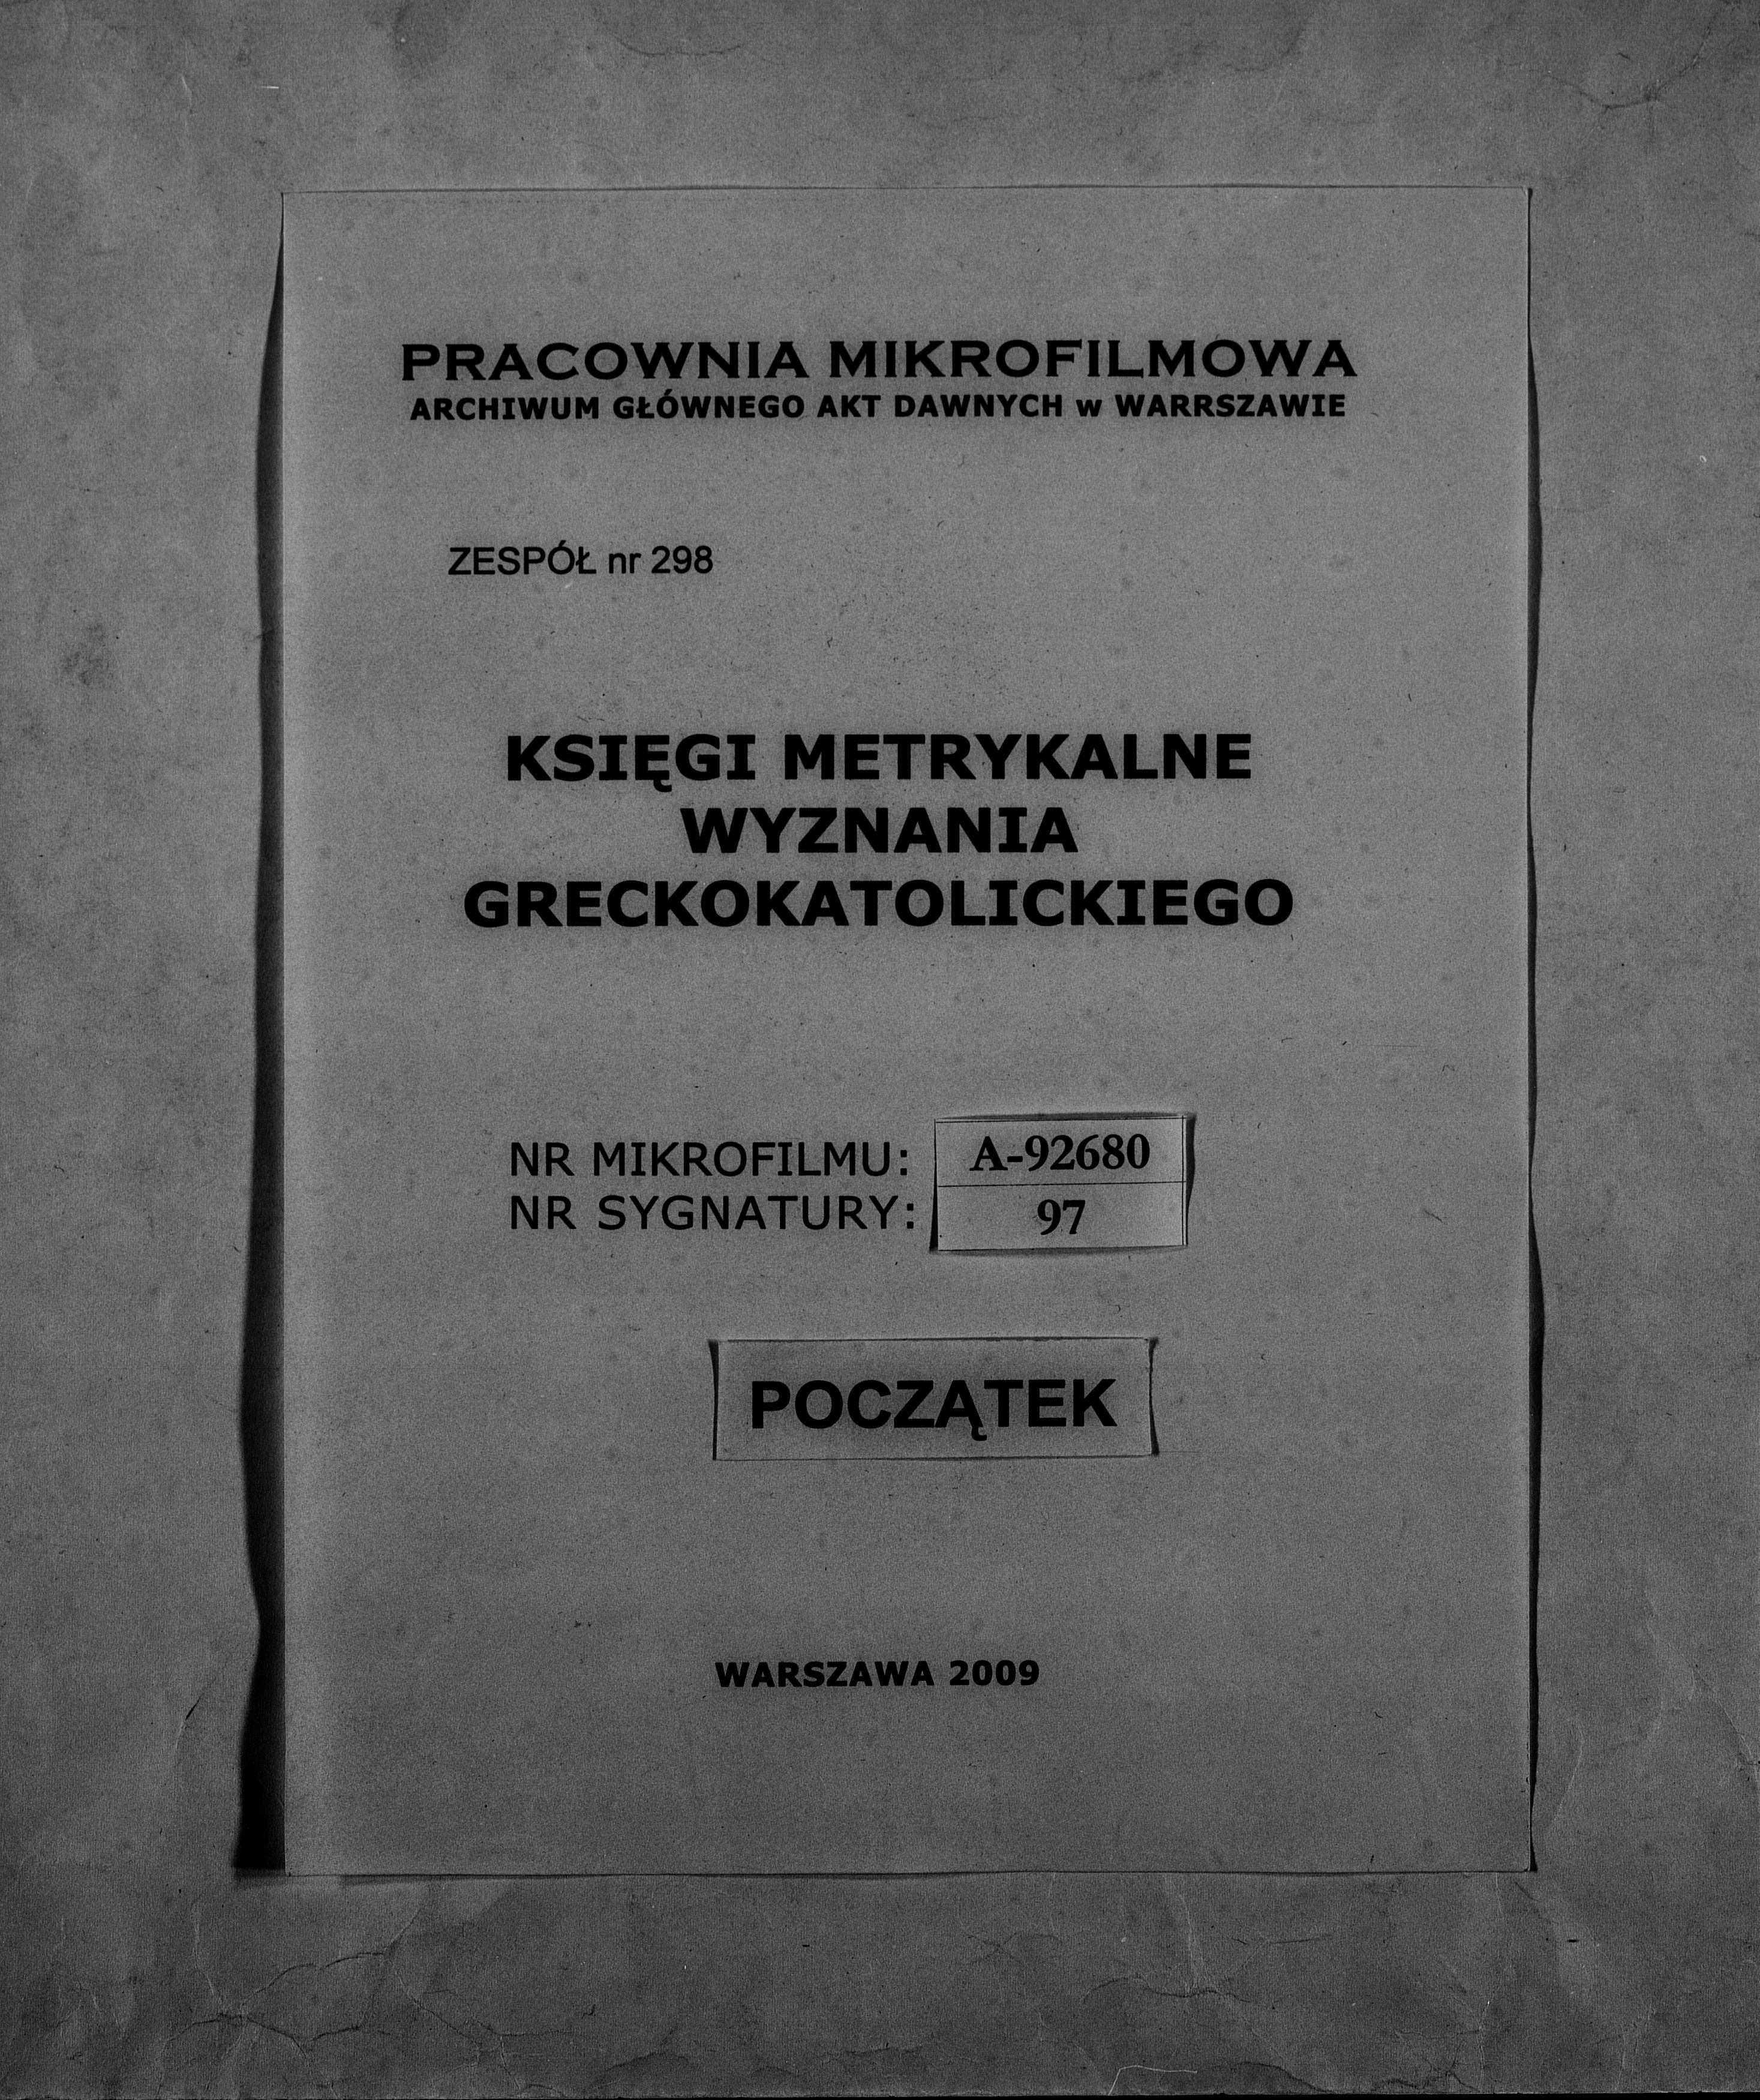 PRACOWNIA MIKROFILMOWA
ARCHIWUM GŁÓWNEGO AKT DAWNYCH w WARRSZAWIE
ZESPÓŁ nr 298
KSIĘGI METRYKALNE
WYZNANIA
GRECKOKATOLICKIEGO
NR MIKROFILMU: A-92680
NR SYGNATURY: 97
POCZĄTEK
WARSZAWA 2009